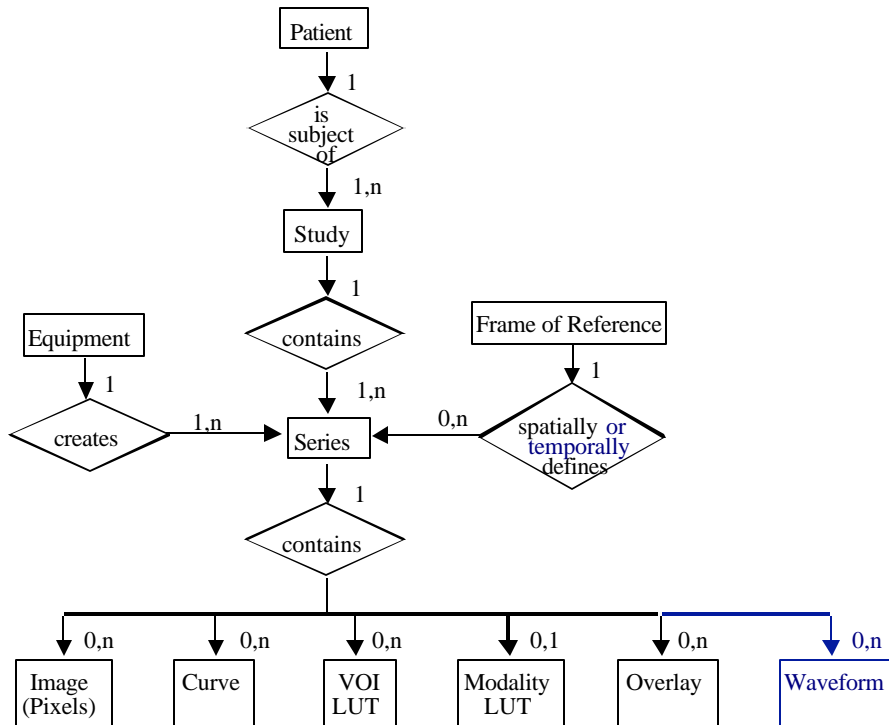 Patient
1
is
subject
of
1,n
Study
1
contains
Equipment
Frame of Reference
1
1
1,n
creates
1,n
Series
0,n
spatially or
temporally
defines
1
contains
0,n
0,n
0,n
0,1
0,n
0,n
Image
(Pixels)
Curve
VOI
LUT
Modality
LUT
Overlay
Waveform